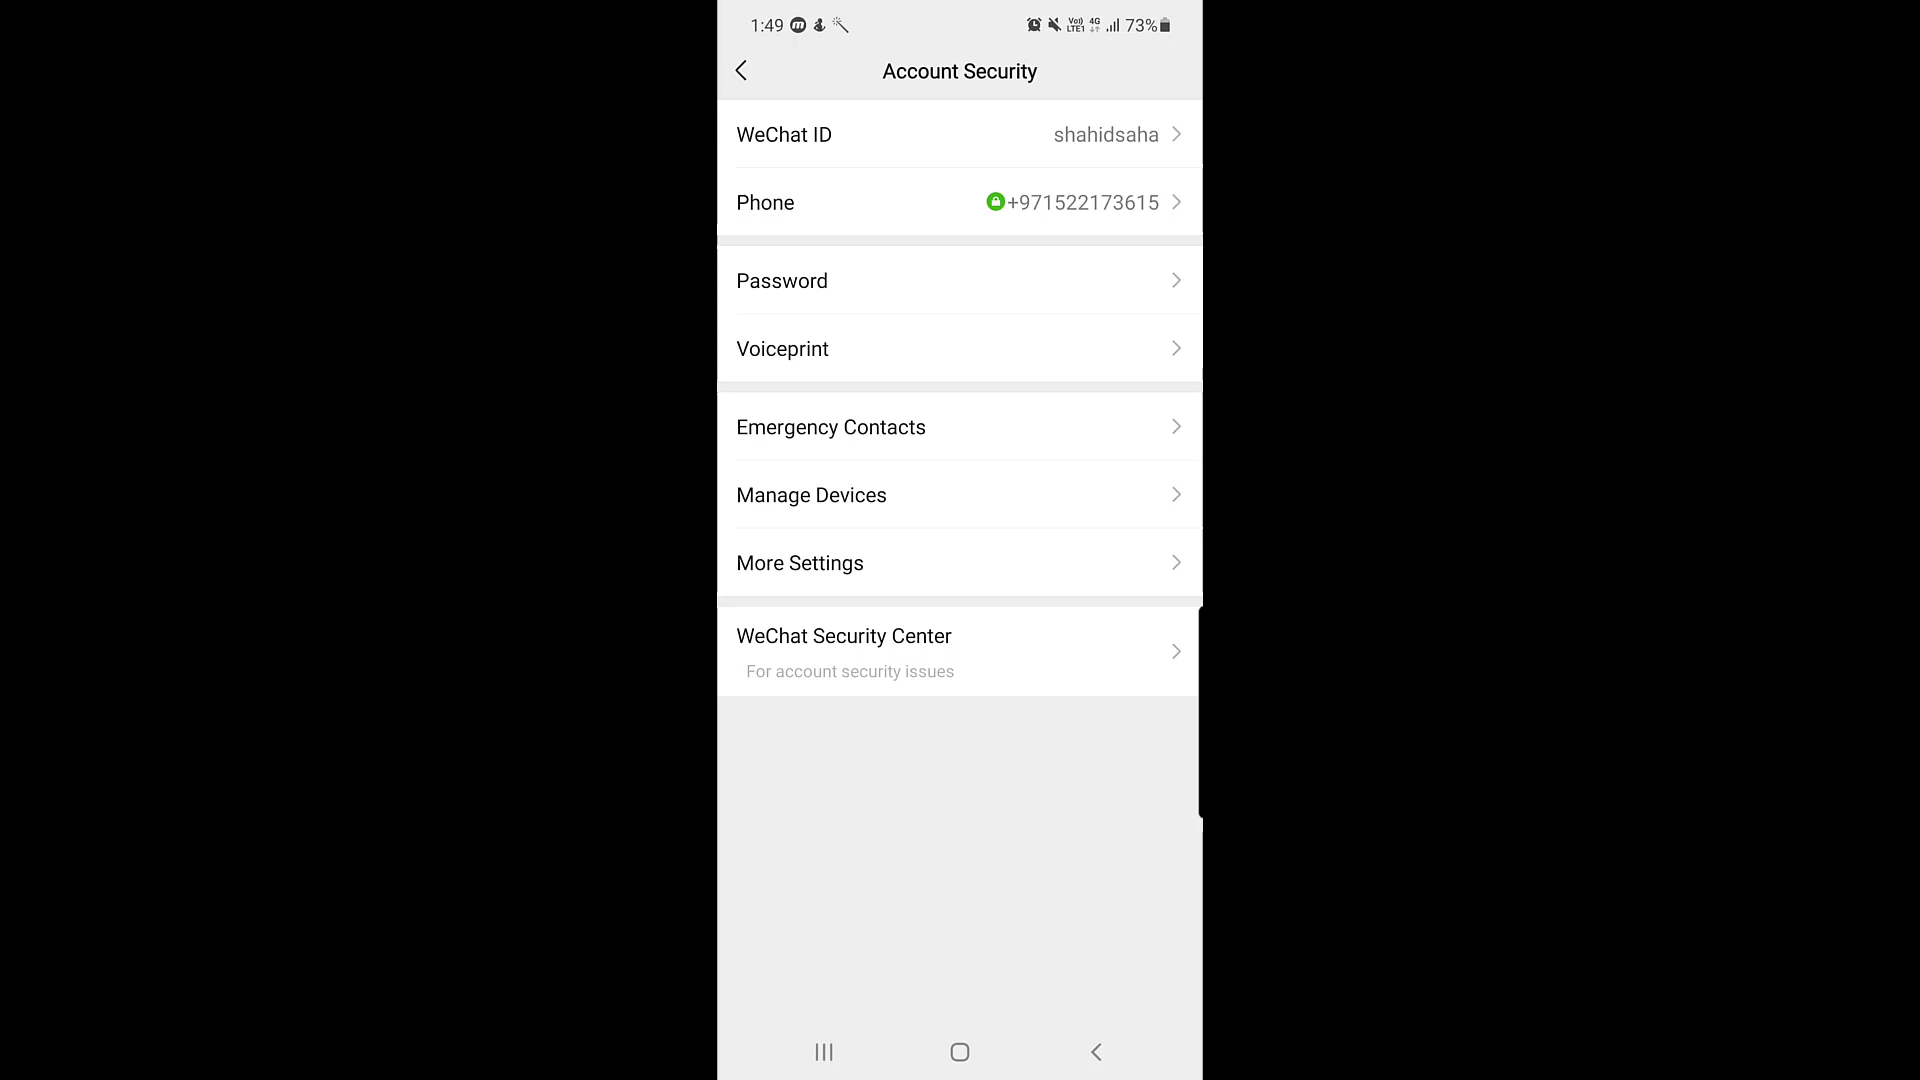 1:49 73%
Account Security
WeChat ID shahidsaha
Phone +971522173615
Password
Voiceprint
Emergency Contacts
Manage Devices
More Settings
WeChat Security Center
For account security issues